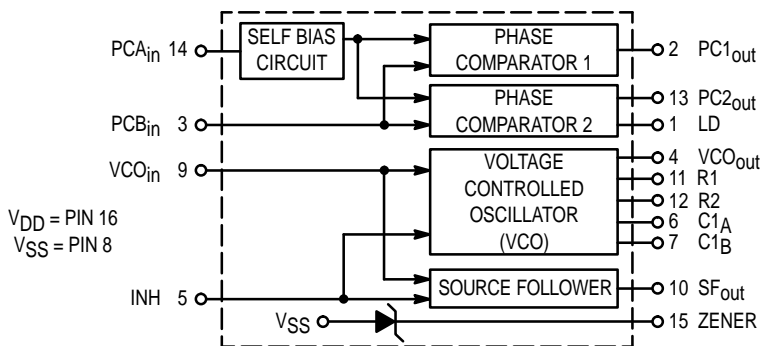 PCAin 14
SELF BIAS
CIRCUIT
PHASE
COMPARATOR 1
2 PC1out
PCBin 3
PHASE
COMPARATOR 2
13 PC2out
1 LD
VCOin 9
VOLTAGE
CONTROLLED
OSCILLATOR
(VCO)
4 VCOout
11 R1
12 R2
6 C1A
7 C1B
VDD = PIN 16
VSS = PIN 8
INH 5
SOURCE FOLLOWER
10 SFout
VSS
15 ZENER